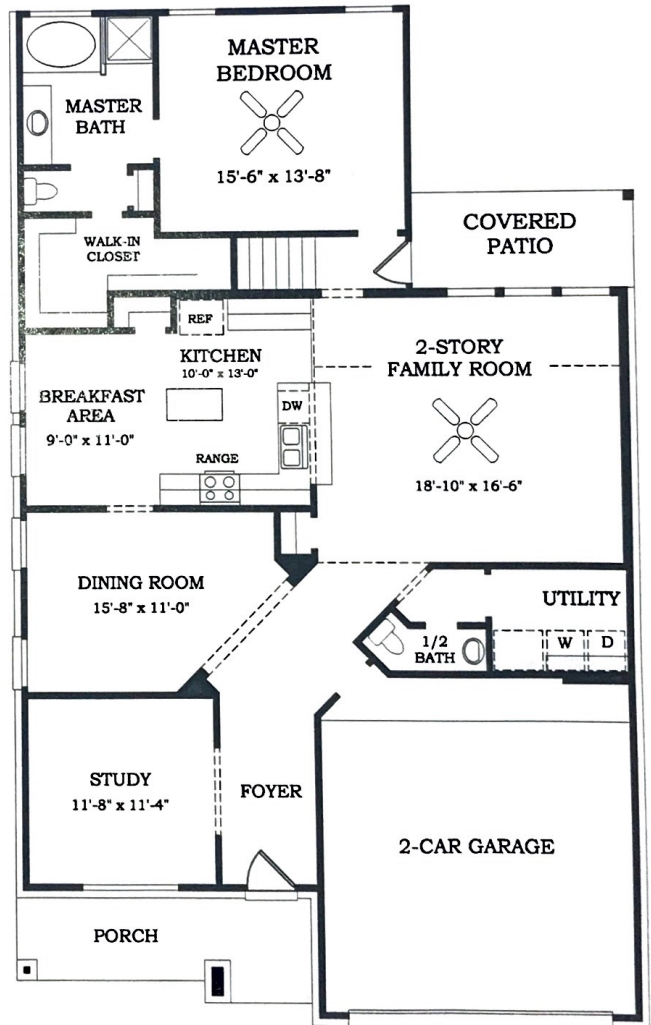 MASTER
BEDROOM
15'-6" x 13'-8"
MASTER
BATH
WALK-IN
CLOSET
COVERED
PATIO
REF
KITCHEN
10'-0" x 13'-0"
BREAKFAST
AREA
9'-0" x 11'-0"
DW
RANGE
2-STORY
FAMILY ROOM
18'-10" x 16'-6"
DINING ROOM
15'-8" x 11'-0"
UTILITY
W
D
1/2
BATH
STUDY
11'-8" x 11'-4"
FOYER
2-CAR GARAGE
PORCH